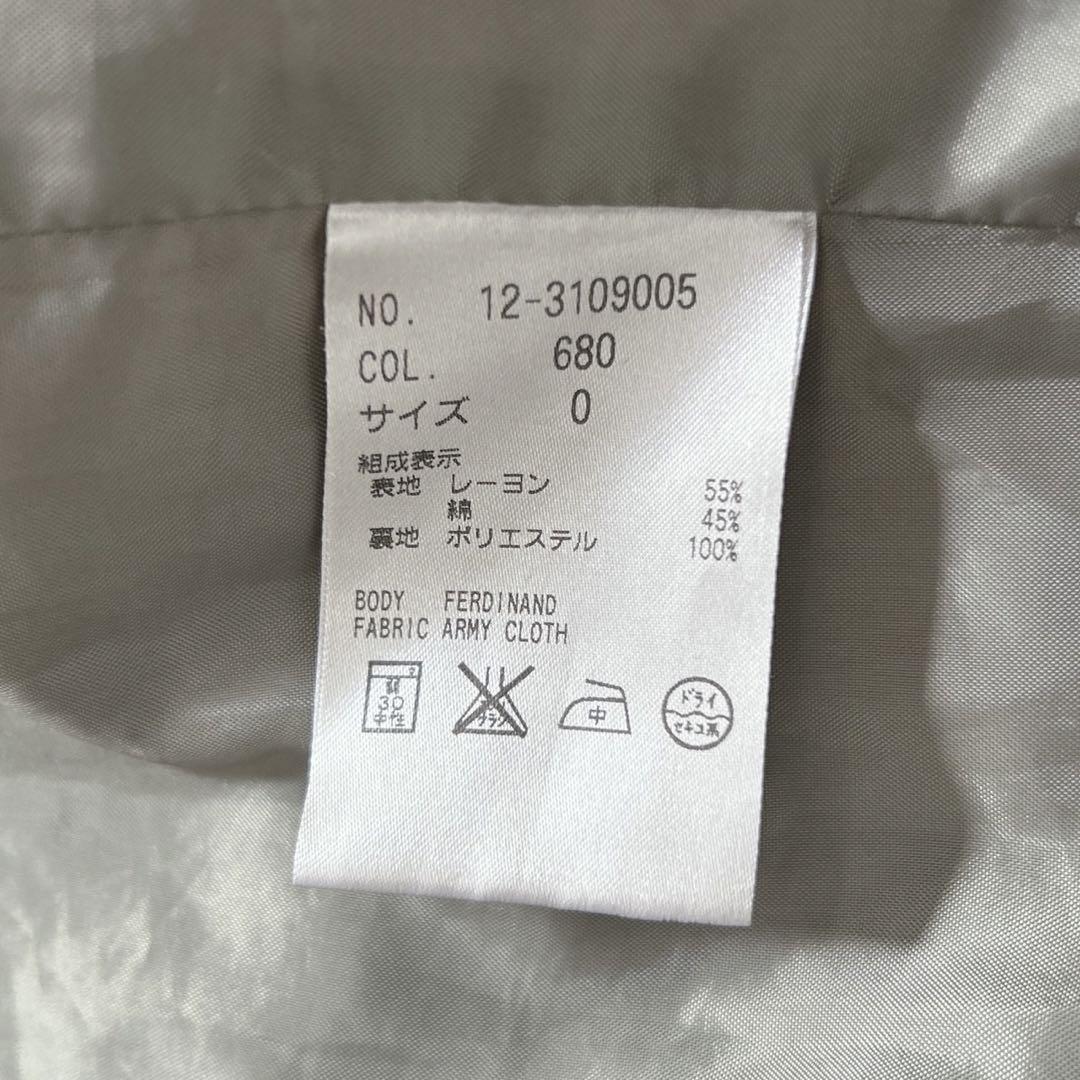 NO. 12-3109005
COL. 680
サイズ 0
組成表示
表地 レーヨン 55%
綿 45%
裏地 ポリエステル 100%
BODY FERDINAND
FABRIC ARMY CLOTH
弱
30
中性
中
ドライ
セキユ系